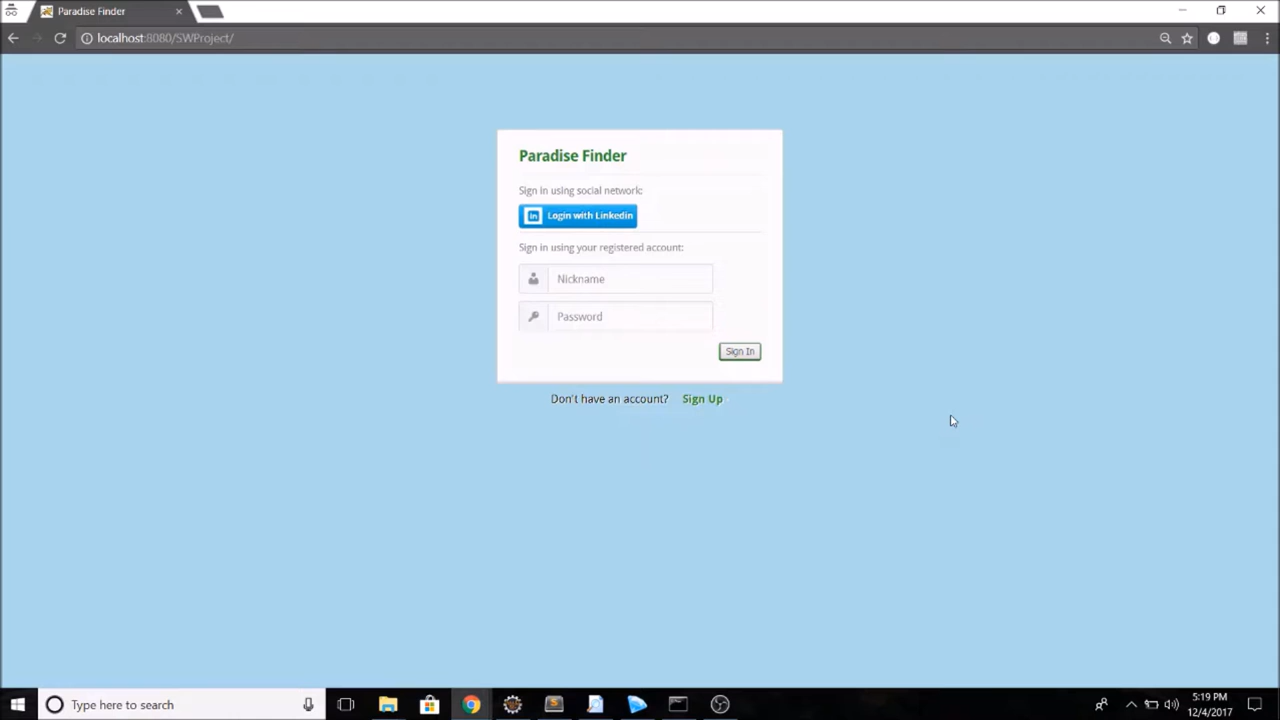 Paradise Finder
localhost:8080/SWProject/
Paradise Finder
Sign in using social network:
in Login with Linkedin
Sign in using your registered account:
Nickname
Password
Sign In
Don't have an account? Sign Up
Type here to search
5:19 PM
12/4/2017